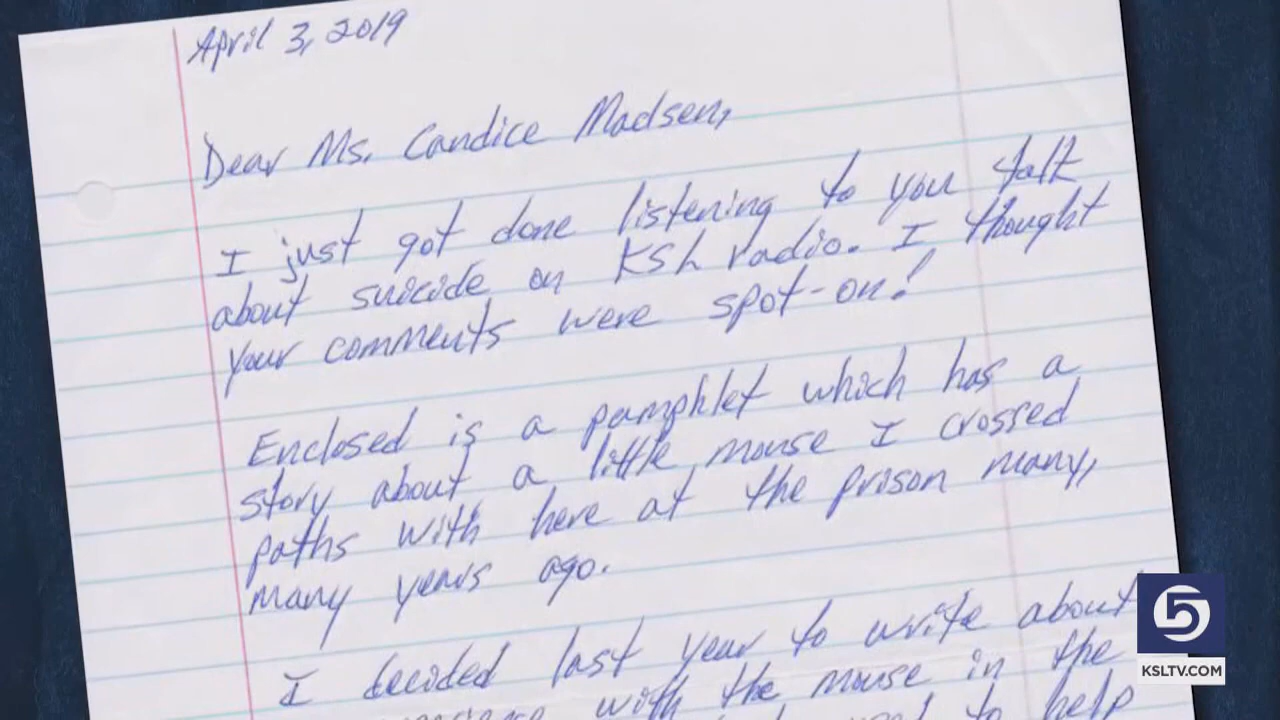 April 3, 2019
Dear Ms. Candice Madsen,
I just got done listening to you talk
about suicide on KSL radio. I thought
your comments were spot-on!
Enclosed is a pamphlet which has a
story about a little mouse I crossed
paths with here at the prison many,
many years ago.
I decided last year to write about
with the mouse in the
to help
5
KSLTV.COM